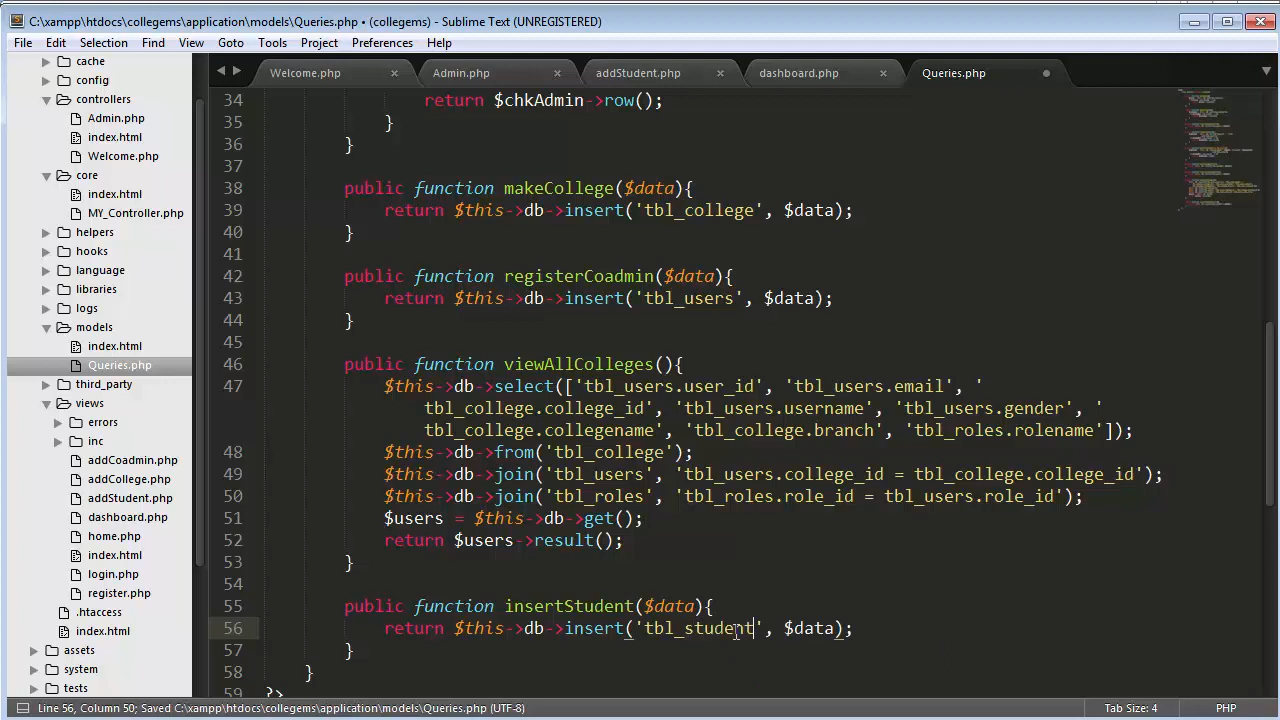 C:\xampp\htdocs\collegems\application\models\Queries.php • (collegems) - Sublime Text (UNREGISTERED)
File Edit Selection Find View Goto Tools Project Preferences Help
cache
config
controllers
Admin.php
index.html
Welcome.php
core
index.html
MY_Controller.php
helpers
hooks
language
libraries
logs
models
index.html
Queries.php
third_party
views
errors
inc
addCoadmin.php
addCollege.php
addStudent.php
dashboard.php
home.php
index.html
login.php
register.php
.htaccess
index.html
assets
system
tests
Welcome.php Admin.php addStudent.php dashboard.php Queries.php
34 return $chkAdmin->row();
35 }
36 }
37
38 public function makeCollege($data){
39 return $this->db->insert('tbl_college', $data);
40 }
41
42 public function registerCoadmin($data){
43 return $this->db->insert('tbl_users', $data);
44 }
45
46 public function viewAllColleges(){
47 $this->db->select(['tbl_users.user_id', 'tbl_users.email', '
tbl_college.college_id', 'tbl_users.username', 'tbl_users.gender', '
tbl_college.collegename', 'tbl_college.branch', 'tbl_roles.rolename']);
48 $this->db->from('tbl_college');
49 $this->db->join('tbl_users', 'tbl_users.college_id = tbl_college.college_id');
50 $this->db->join('tbl_roles', 'tbl_roles.role_id = tbl_users.role_id');
51 $users = $this->db->get();
52 return $users->result();
53 }
54
55 public function insertStudent($data){
56 return $this->db->insert('tbl_student', $data);
57 }
58 }
59 ?>
Line 56, Column 50; Saved C:\xampp\htdocs\collegems\application\models\Queries.php (UTF-8) Tab Size: 4 PHP